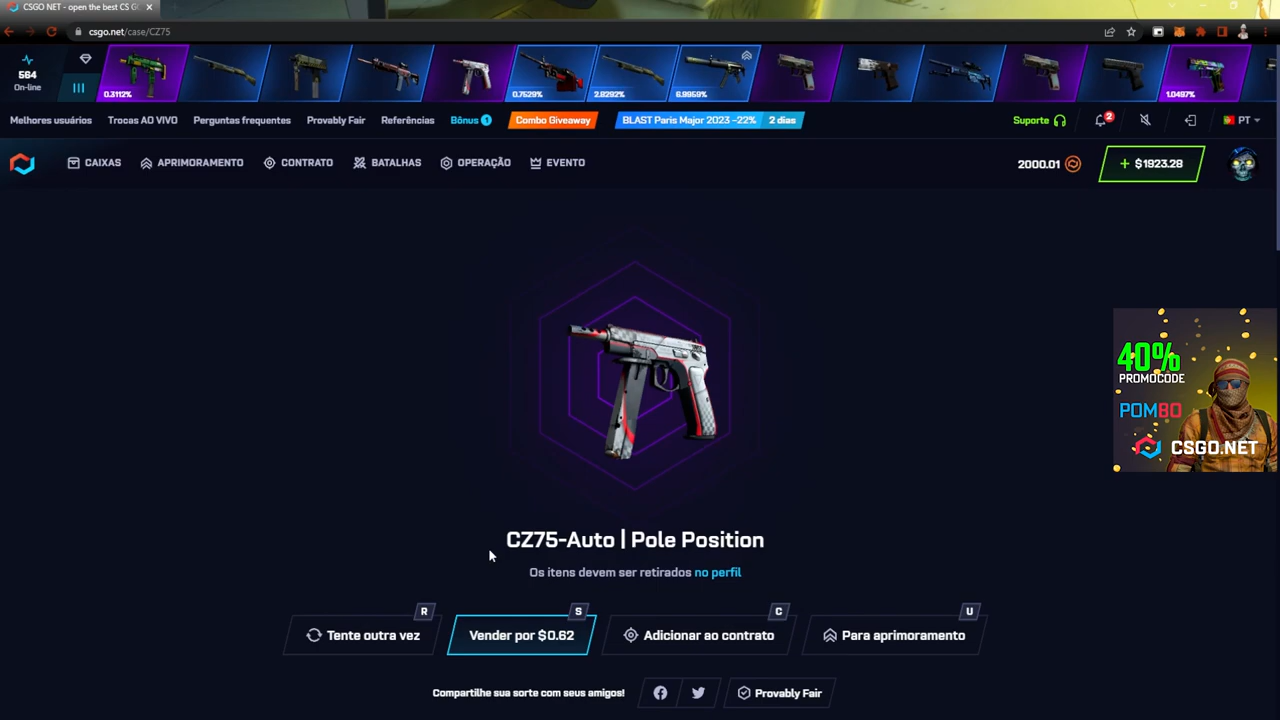 CSGO.NET - open the best CS G
csgo.net/case/CZ75
564
On-line
0.3112%
0.7529%
2.8292%
6.9959%
1.0497%
Melhores usuários
Trocas AO VIVO
Perguntas frequentes
Provably Fair
Referências
Bônus 1
Combo Giveaway
BLAST Paris Major 2023 -22% 2 dias
Suporte
2
PT
CAIXAS
APRIMORAMENTO
CONTRATO
BATALHAS
OPERAÇÃO
EVENTO
2000.01
+ $1923.28
40%
PROMOCODE
POMBO
CSGO.NET
CZ75-Auto | Pole Position
Os itens devem ser retirados no perfil
R
S
C
U
Tente outra vez
Vender por $0.62
Adicionar ao contrato
Para aprimoramento
Compartilhe sua sorte com seus amigos!
Provably Fair